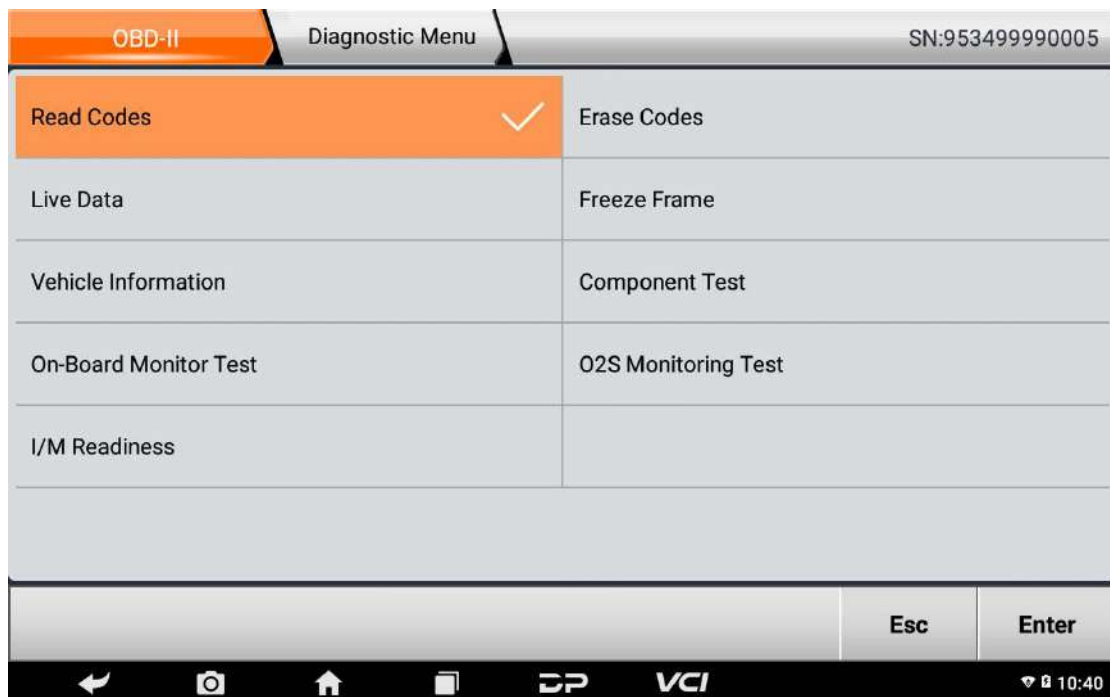 OBD-II Diagnostic Menu SN:953499990005
Read Codes Erase Codes
Live Data Freeze Frame
Vehicle Information Component Test
On-Board Monitor Test O2S Monitoring Test
I/M Readiness
Esc Enter
DP VCI 10:40